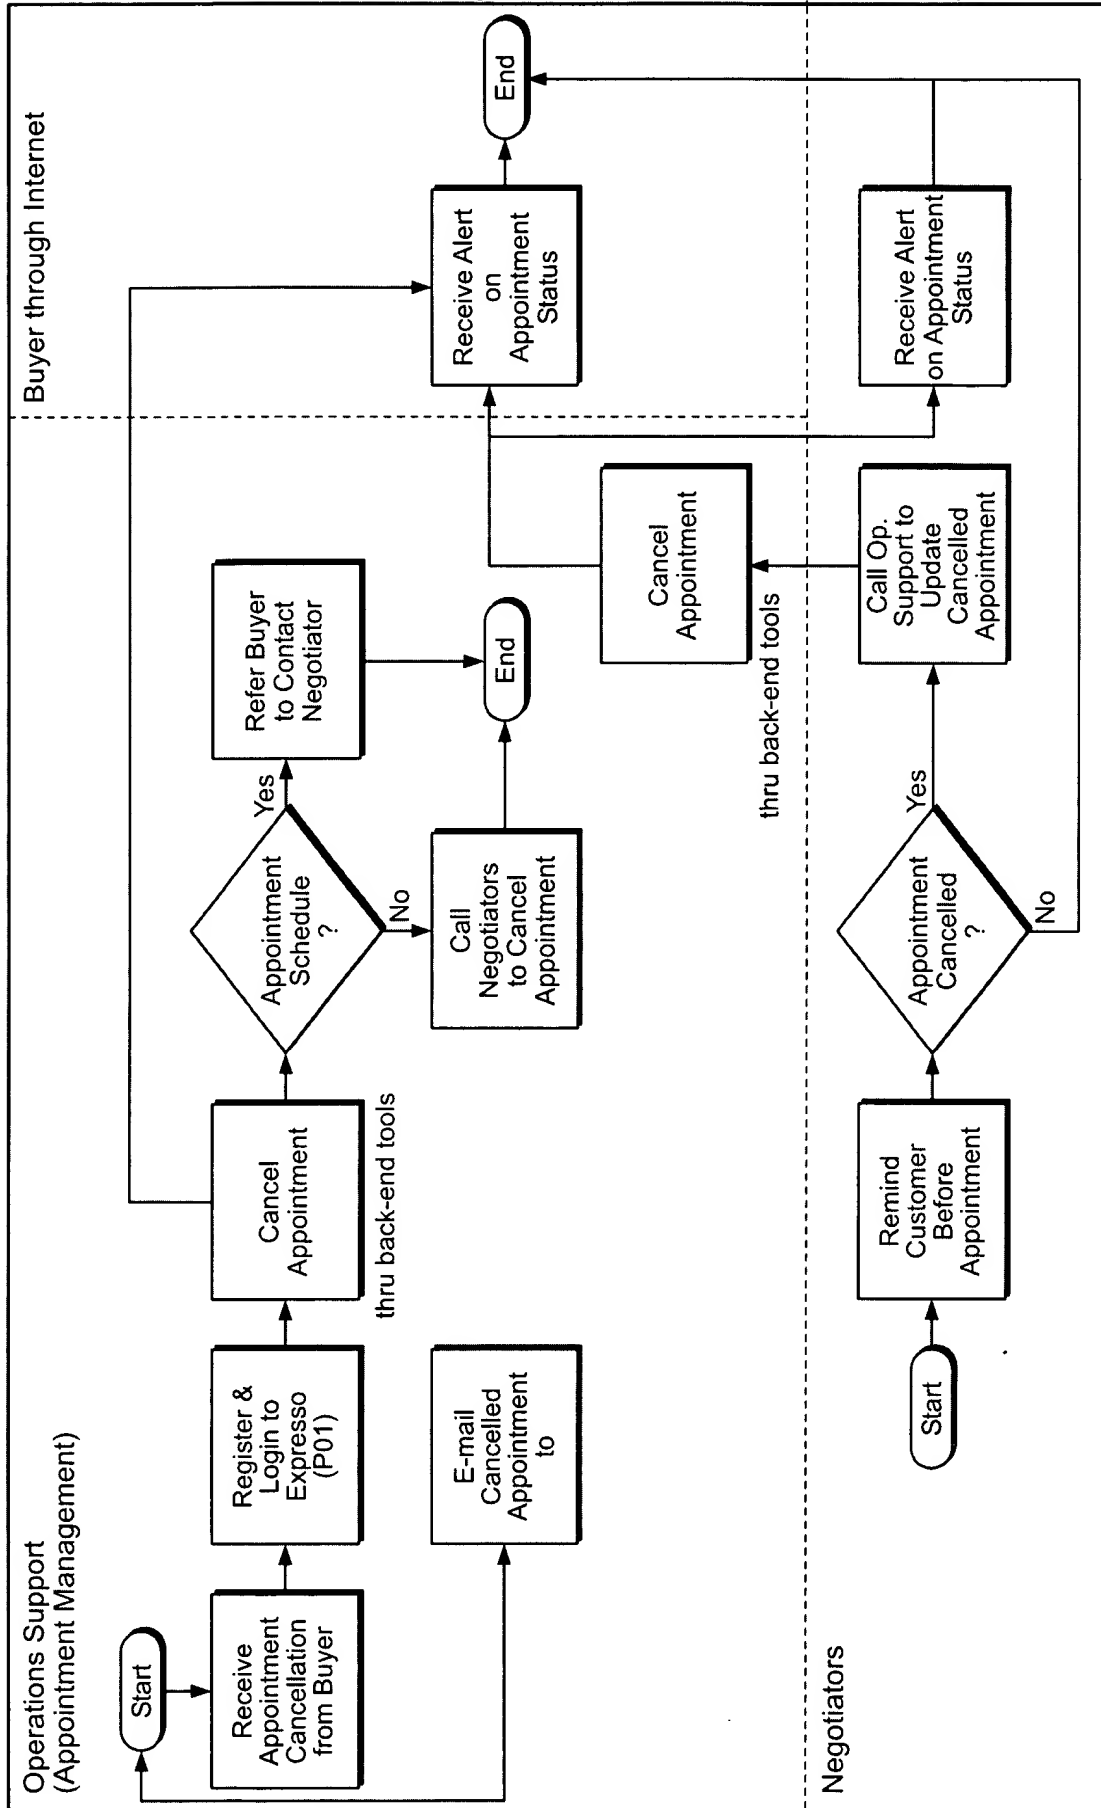 Operations Support
(Appointment Management)
Start
Receive
Appointment
Cancellation
from Buyer
Register &
Login to
Expresso
(P01)
E-mail
Cancelled
Appointment
to
Cancel
Appointment
thru back-end tools
Appointment
Schedule
?
Yes
No
Refer Buyer
to Contact
Negotiator
Call
Negotiators
to Cancel
Appointment
End
Cancel
Appointment
thru back-end tools
Buyer through Internet
Receive Alert
on
Appointment
Status
End
Negotiators
Start
Remind
Customer
Before
Appointment
Appointment
Cancelled
?
Yes
No
Call Op.
Support to
Update
Cancelled
Appointment
Receive Alert
on Appointment
Status